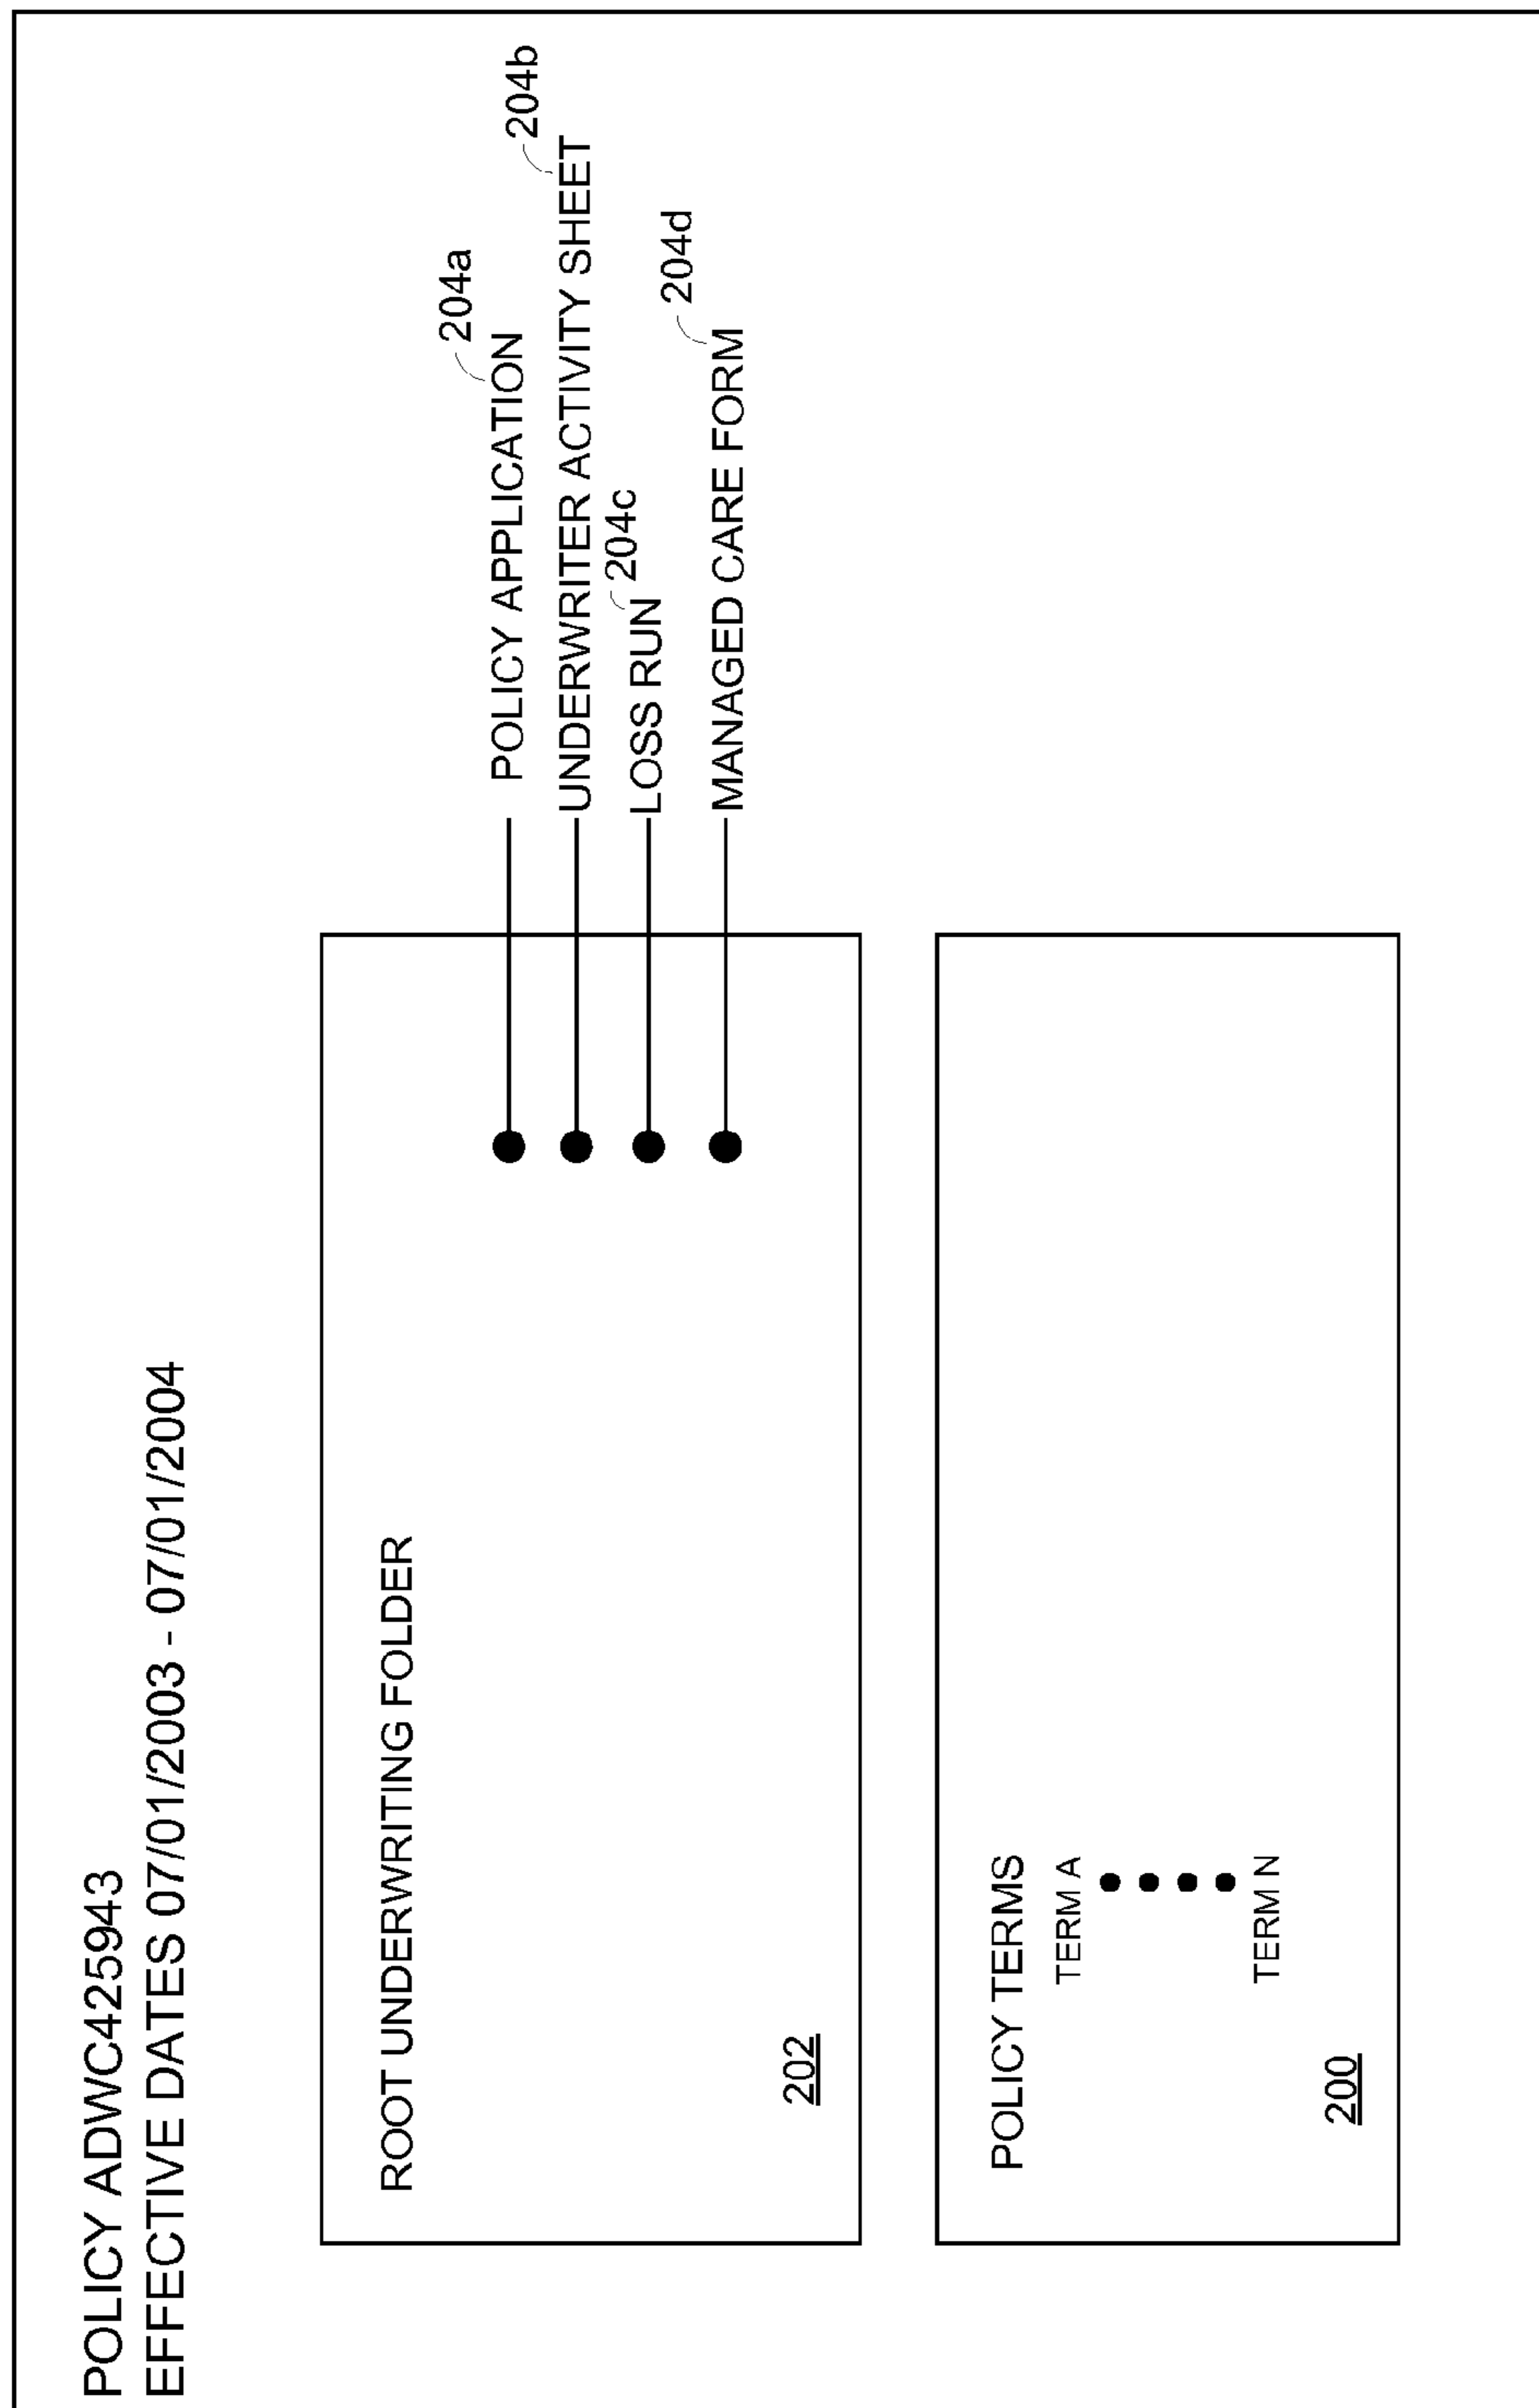 POLICY ADWC425943
EFFECTIVE DATES 07/01/2003 - 07/01/2004
ROOT UNDERWRITING FOLDER
204a
POLICY APPLICATION
204b
UNDERWRITER ACTIVITY SHEET
204c
LOSS RUN
204d
MANAGED CARE FORM
202
POLICY TERMS
TERM A
TERM N
200